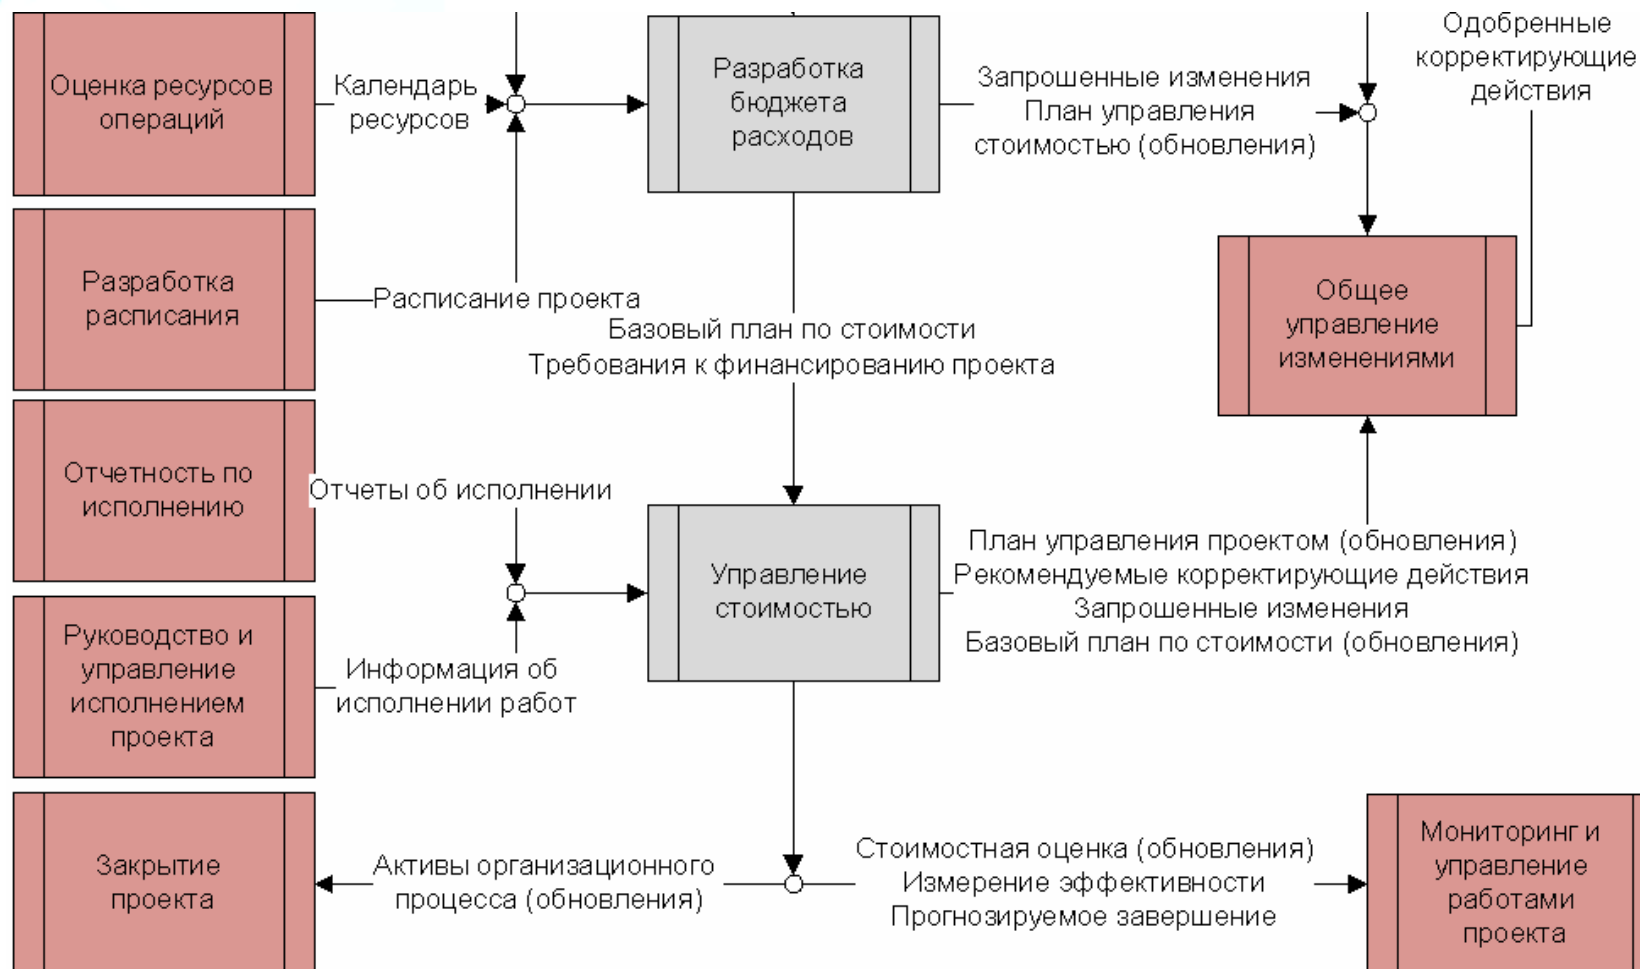 Оценка ресурсов
операций
Календарь
ресурсов
Разработка
бюджета
расходов
Запрошенные изменения
План управления
стоимостью (обновления)
Одобренные
корректирующие
действия
Разработка
расписания
Расписание проекта
Базовый план по стоимости
Требования к финансированию проекта
Общее
управление
изменениями
Отчетность по
исполнению
Отчеты об исполнении
Управление
стоимостью
План управления проектом (обновления)
Рекомендуемые корректирующие действия
Запрошенные изменения
Базовый план по стоимости (обновления)
Руководство и
управление
исполнением
проекта
Информация об
исполнении работ
Закрытие
проекта
Активы организационного
процесса (обновления)
Стоимостная оценка (обновления)
Измерение эффективности
Прогнозируемое завершение
Мониторинг и
управление
работами
проекта